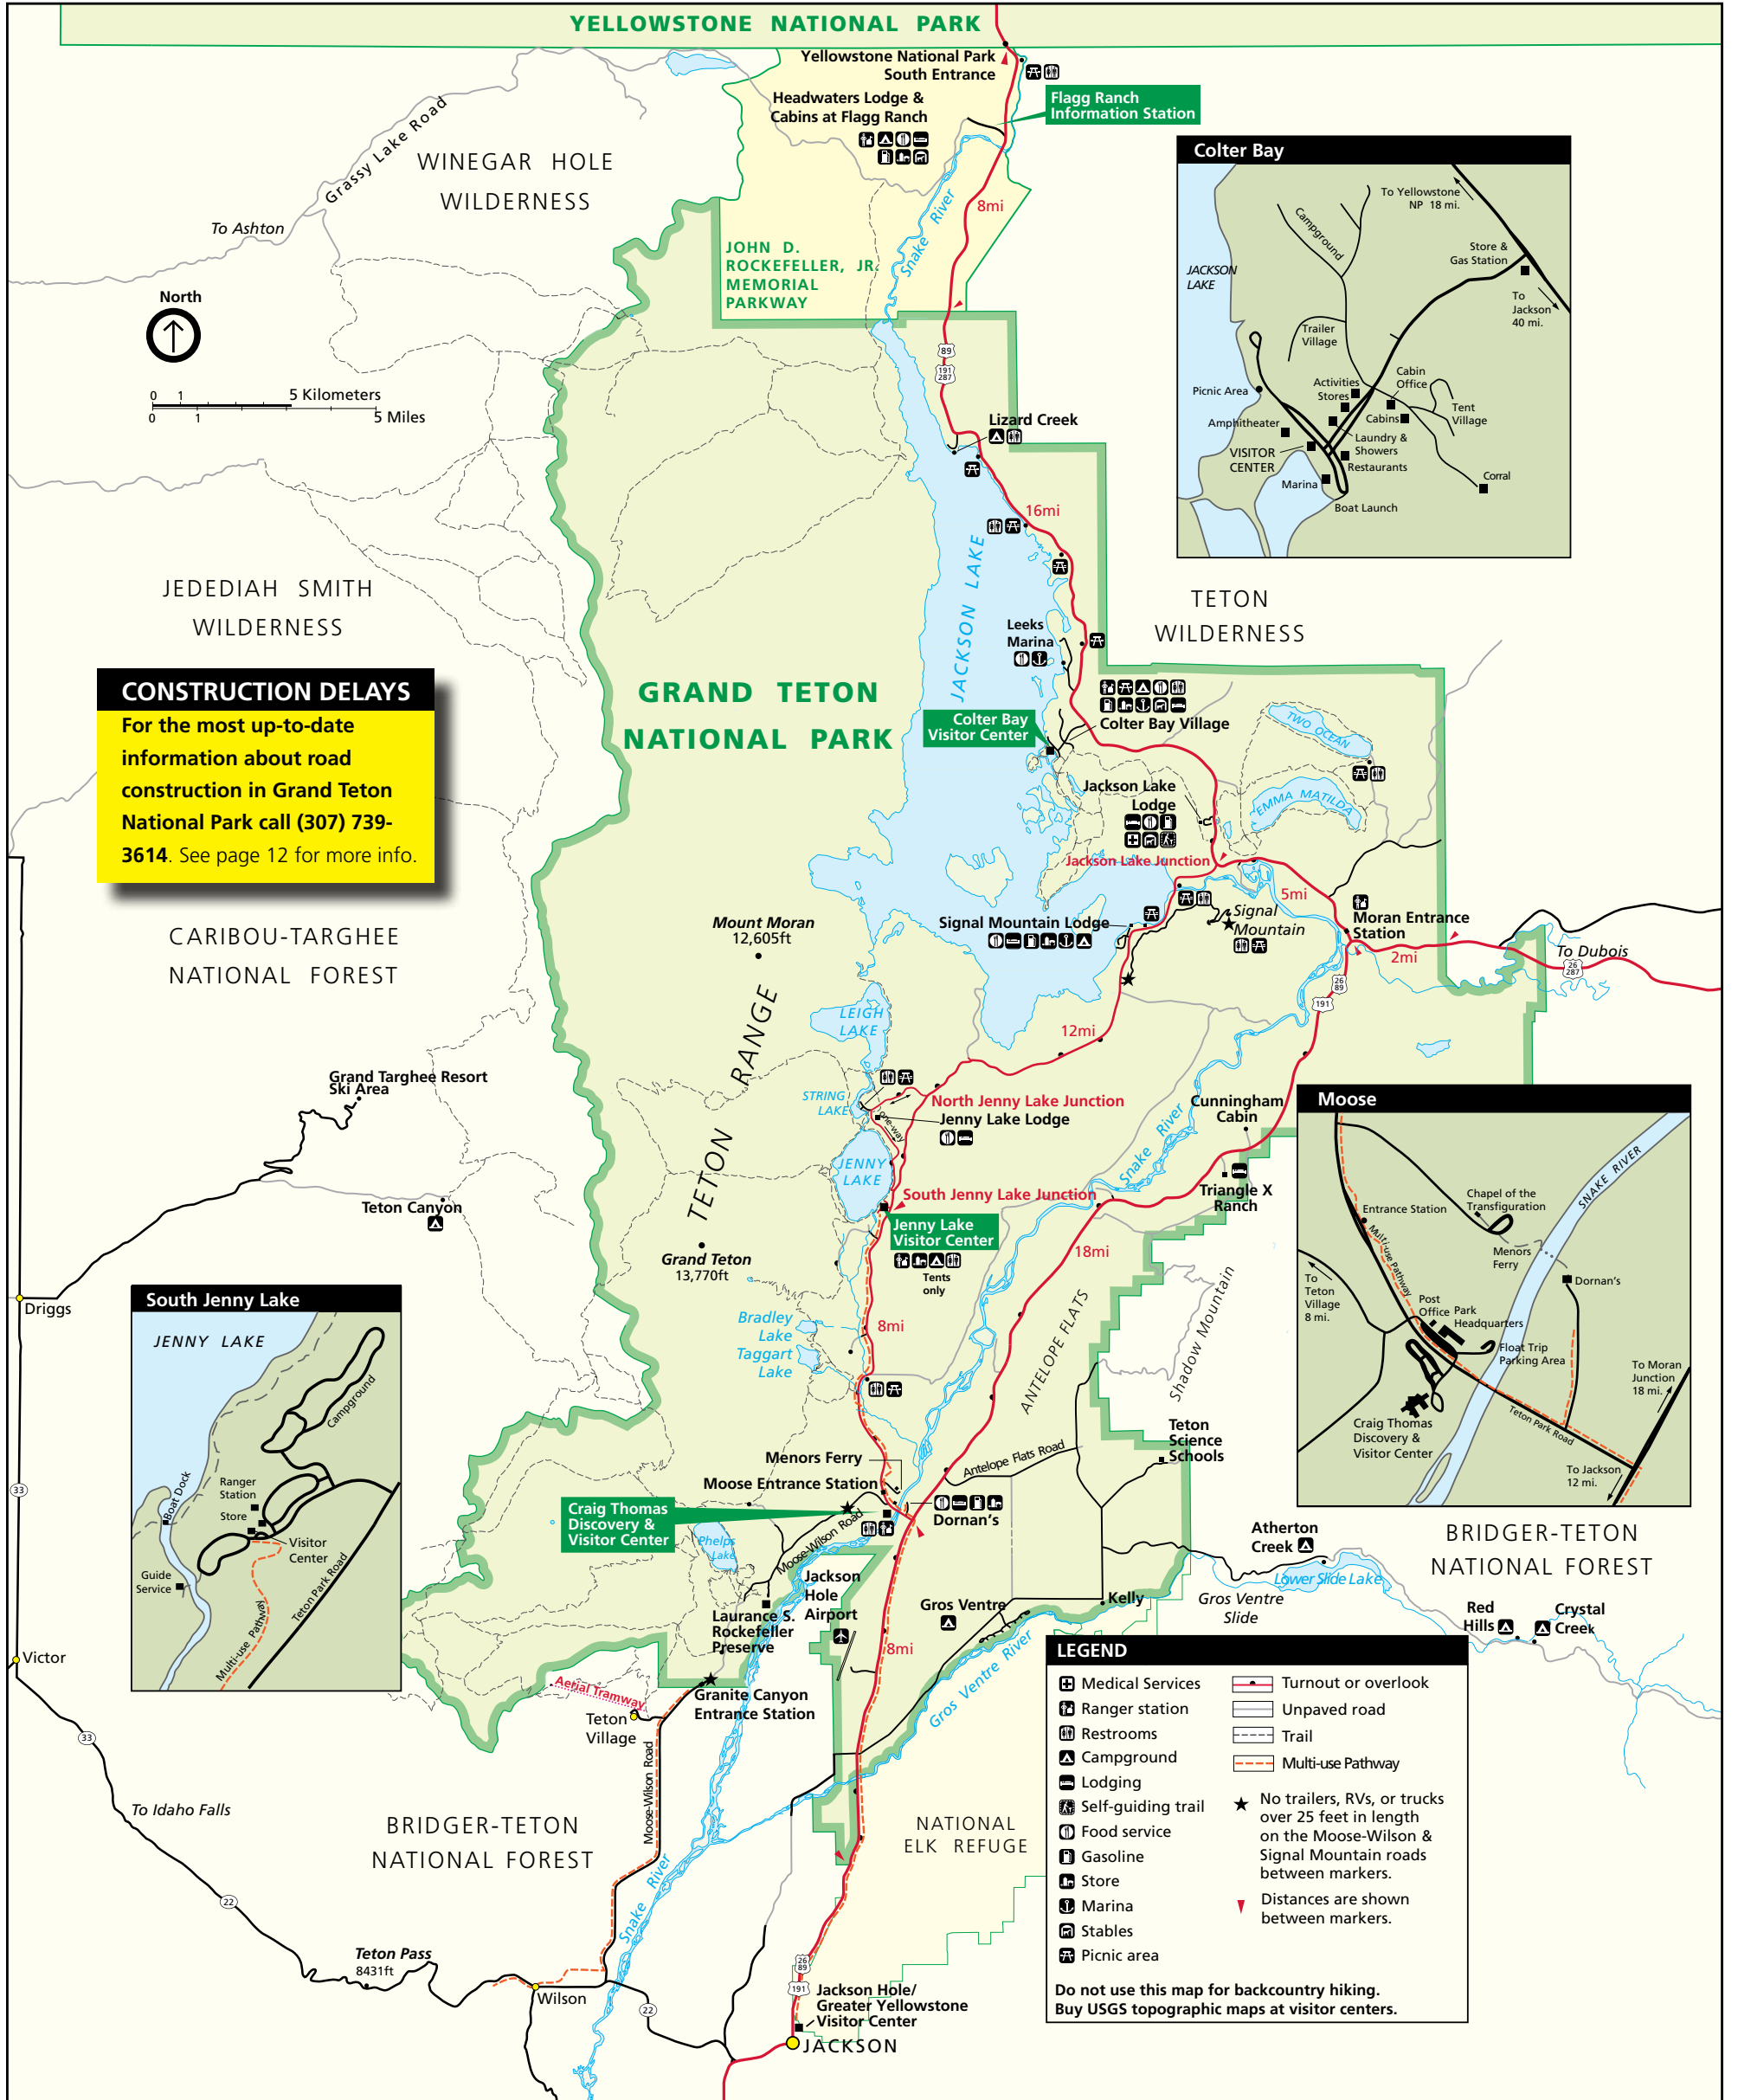 YELLOWSTONE NATIONAL PARK
Yellowstone National Park
South Entrance
Headwaters Lodge &
Cabins at Flagg Ranch
Flagg Ranch
Information Station
Grassy Lake Road
WINEGAR HOLE
WILDERNESS
To Ashton
Snake River
8mi
JOHN D.
ROCKEFELLER, JR.
MEMORIAL
PARKWAY
North
0 1 5 Kilometers
0 1 5 Miles
89
191
287
Colter Bay
To Yellowstone
NP 18 mi.
Campground
Store &
Gas Station
JACKSON
LAKE
To
Jackson
40 mi.
Trailer
Village
Cabin
Office
Picnic Area
Activities
Stores
Cabins
Tent
Village
Amphitheater
Laundry &
Showers
VISITOR
CENTER
Restaurants
Marina
Corral
Boat Launch
Lizard Creek
16mi
JACKSON LAKE
JEDEDIAH SMITH
WILDERNESS
TETON
WILDERNESS
Leeks
Marina
CONSTRUCTION DELAYS
For the most up-to-date
information about road
construction in Grand Teton
National Park call (307) 739-
3614. See page 12 for more info.
GRAND TETON
NATIONAL PARK
Colter Bay
Visitor Center
Colter Bay Village
TWO OCEAN
EMMA MATILDA
Jackson Lake
Lodge
Jackson Lake Junction
5mi
Signal Mountain Lodge
Signal
Mountain
Moran Entrance
Station
2mi
To Dubois
26
287
26
89
191
Mount Moran
12,605ft
CARIBOU-TARGHEE
NATIONAL FOREST
TETON RANGE
LEIGH
LAKE
12mi
Grand Targhee Resort
Ski Area
STRING
LAKE
one-way
North Jenny Lake Junction
Jenny Lake Lodge
Cunningham
Cabin
Snake River
JENNY
LAKE
South Jenny Lake Junction
Triangle X
Ranch
Teton Canyon
Jenny Lake
Visitor Center
Tents
only
18mi
Grand Teton
13,770ft
Moose
SNAKE RIVER
Chapel of the
Transfiguration
Entrance Station
Multi-use Pathway
Menors
Ferry
Dornan's
To
Teton
Village
8 mi.
Post
Office
Park
Headquarters
Float Trip
Parking Area
To Moran
Junction
18 mi.
Craig Thomas
Discovery &
Visitor Center
Teton Park Road
To Jackson
12 mi.
Driggs
South Jenny Lake
JENNY LAKE
Campground
Boat Dock
Ranger
Station
Store
Visitor
Center
Guide
Service
Teton Park Road
Multi-use Pathway
Bradley
Lake
Taggart
Lake
8mi
ANTELOPE FLATS
Shadow Mountain
Antelope Flats Road
Teton
Science
Schools
Menors Ferry
Moose Entrance Station
Craig Thomas
Discovery &
Visitor Center
Dornan's
Phelps
Lake
Moose-Wilson Road
Jackson
Hole
Airport
Laurance S.
Rockefeller
Preserve
Gros Ventre
Kelly
Atherton
Creek
Lower Slide Lake
Gros Ventre
Slide
BRIDGER-TETON
NATIONAL FOREST
Red
Hills
Crystal
Creek
33
Victor
Aerial Tramway
Granite Canyon
Entrance Station
Teton
Village
8mi
Gros Ventre River
Moose-Wilson Road
33
To Idaho Falls
BRIDGER-TETON
NATIONAL FOREST
NATIONAL
ELK REFUGE
22
Snake River
Teton Pass
8431ft
Wilson
22
26
89
191
Jackson Hole/
Greater Yellowstone
Visitor Center
JACKSON
LEGEND
Medical Services
Ranger station
Restrooms
Campground
Lodging
Self-guiding trail
Food service
Gasoline
Store
Marina
Stables
Picnic area
Turnout or overlook
Unpaved road
Trail
Multi-use Pathway
No trailers, RVs, or trucks
over 25 feet in length
on the Moose-Wilson &
Signal Mountain roads
between markers.
Distances are shown
between markers.
Do not use this map for backcountry hiking.
Buy USGS topographic maps at visitor centers.